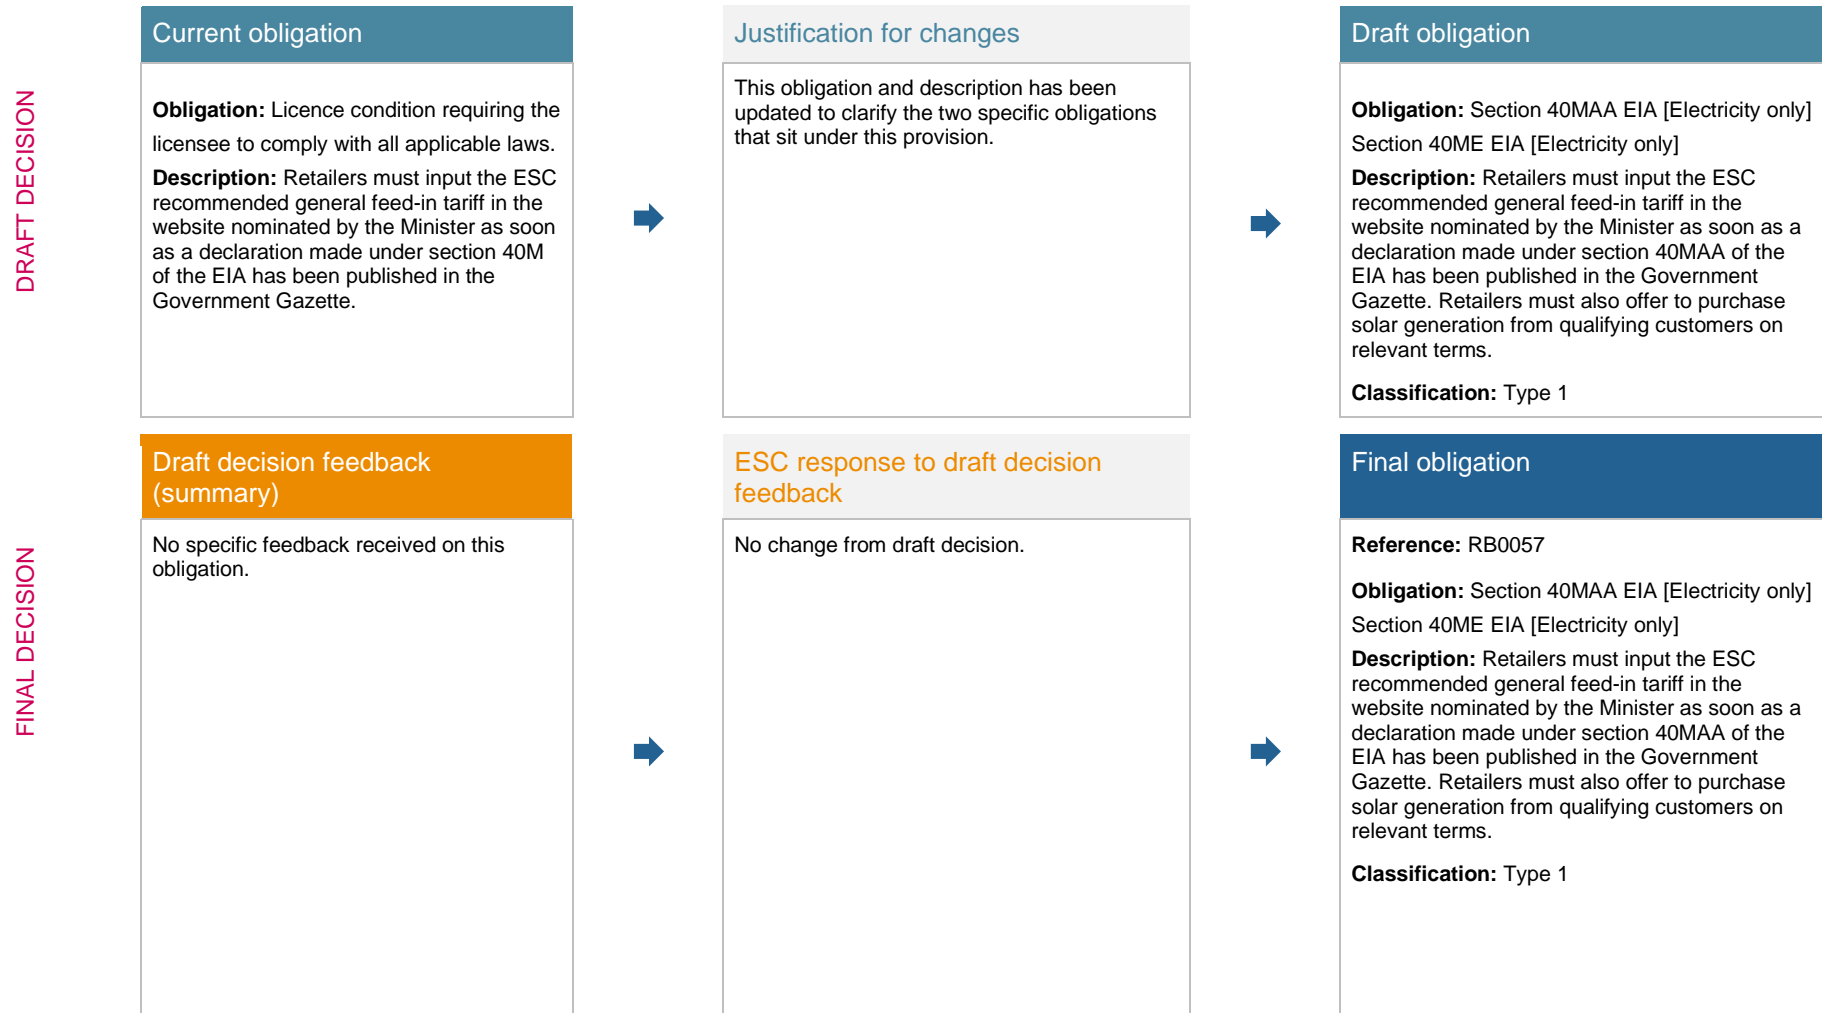 DRAFT DECISION
Current obligation
Obligation: Licence condition requiring the
licensee to comply with all applicable laws.
Description: Retailers must input the ESC
recommended general feed-in tariff in the
website nominated by the Minister as soon
as a declaration made under section 40M
of the EIA has been published in the
Government Gazette.
Justification for changes
This obligation and description has been
updated to clarify the two specific obligations
that sit under this provision.
Draft obligation
Obligation: Section 40MAA EIA [Electricity only]
Section 40ME EIA [Electricity only]
Description: Retailers must input the ESC
recommended general feed-in tariff in the
website nominated by the Minister as soon as a
declaration made under section 40MAA of the
EIA has been published in the Government
Gazette. Retailers must also offer to purchase
solar generation from qualifying customers on
relevant terms.
Classification: Type 1
FINAL DECISION
Draft decision feedback
(summary)
No specific feedback received on this
obligation.
ESC response to draft decision
feedback
No change from draft decision.
Final obligation
Reference: RB0057
Obligation: Section 40MAA EIA [Electricity only]
Section 40ME EIA [Electricity only]
Description: Retailers must input the ESC
recommended general feed-in tariff in the
website nominated by the Minister as soon as a
declaration made under section 40MAA of the
EIA has been published in the Government
Gazette. Retailers must also offer to purchase
solar generation from qualifying customers on
relevant terms.
Classification: Type 1